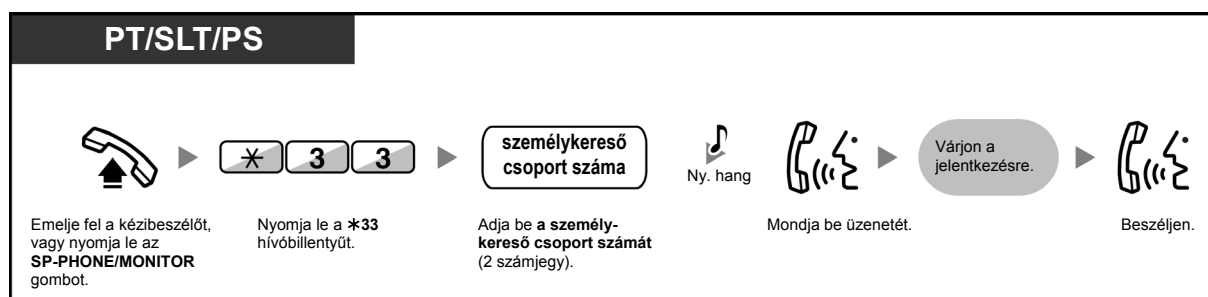 PT/SLT/PS
✳ 3 3
személykereső
csoport száma
Ny. hang
Várjon a
jelentkezésre.
Emelje fel a kézibeszélőt,
vagy nyomja le az
SP-PHONE/MONITOR
gombot.
Nyomja le a ✳33
hívóbillentyűt.
Adja be a személy-
kereső csoport számát
(2 számjegy).
Mondja be üzenetét.
Beszéljen.